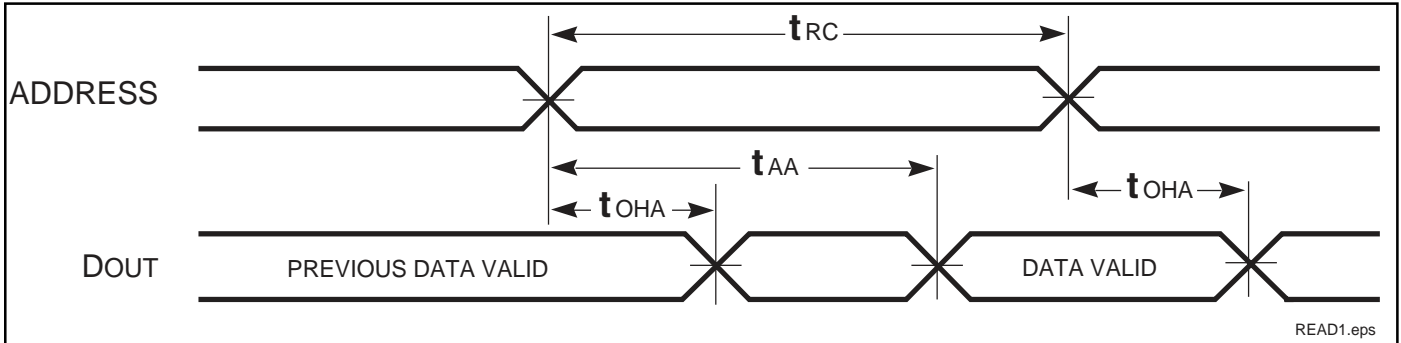 tRC
ADDRESS
tAA
tOHA
tOHA
DOUT
PREVIOUS DATA VALID
DATA VALID
READ1.eps